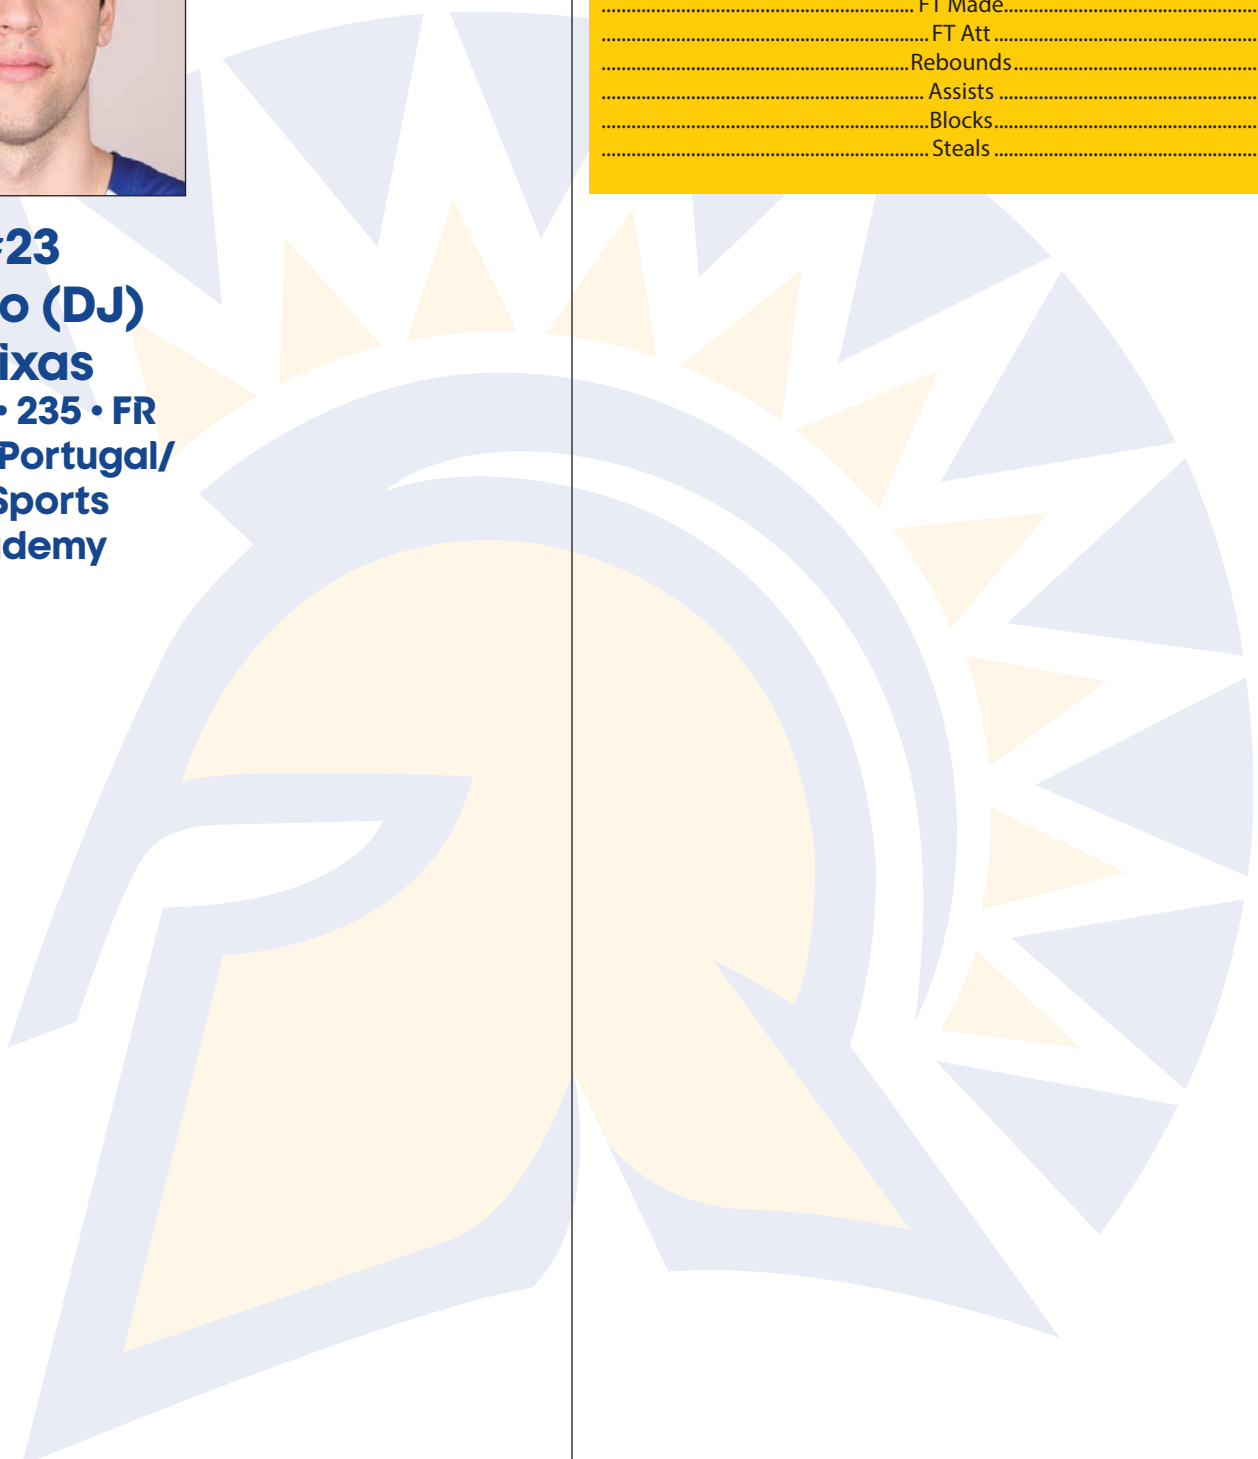 #23
o (DJ)
ixas
• 235 • FR
Portugal/
Sports
demy
FT Made
FT Att
Rebounds
Assists
Blocks
Steals